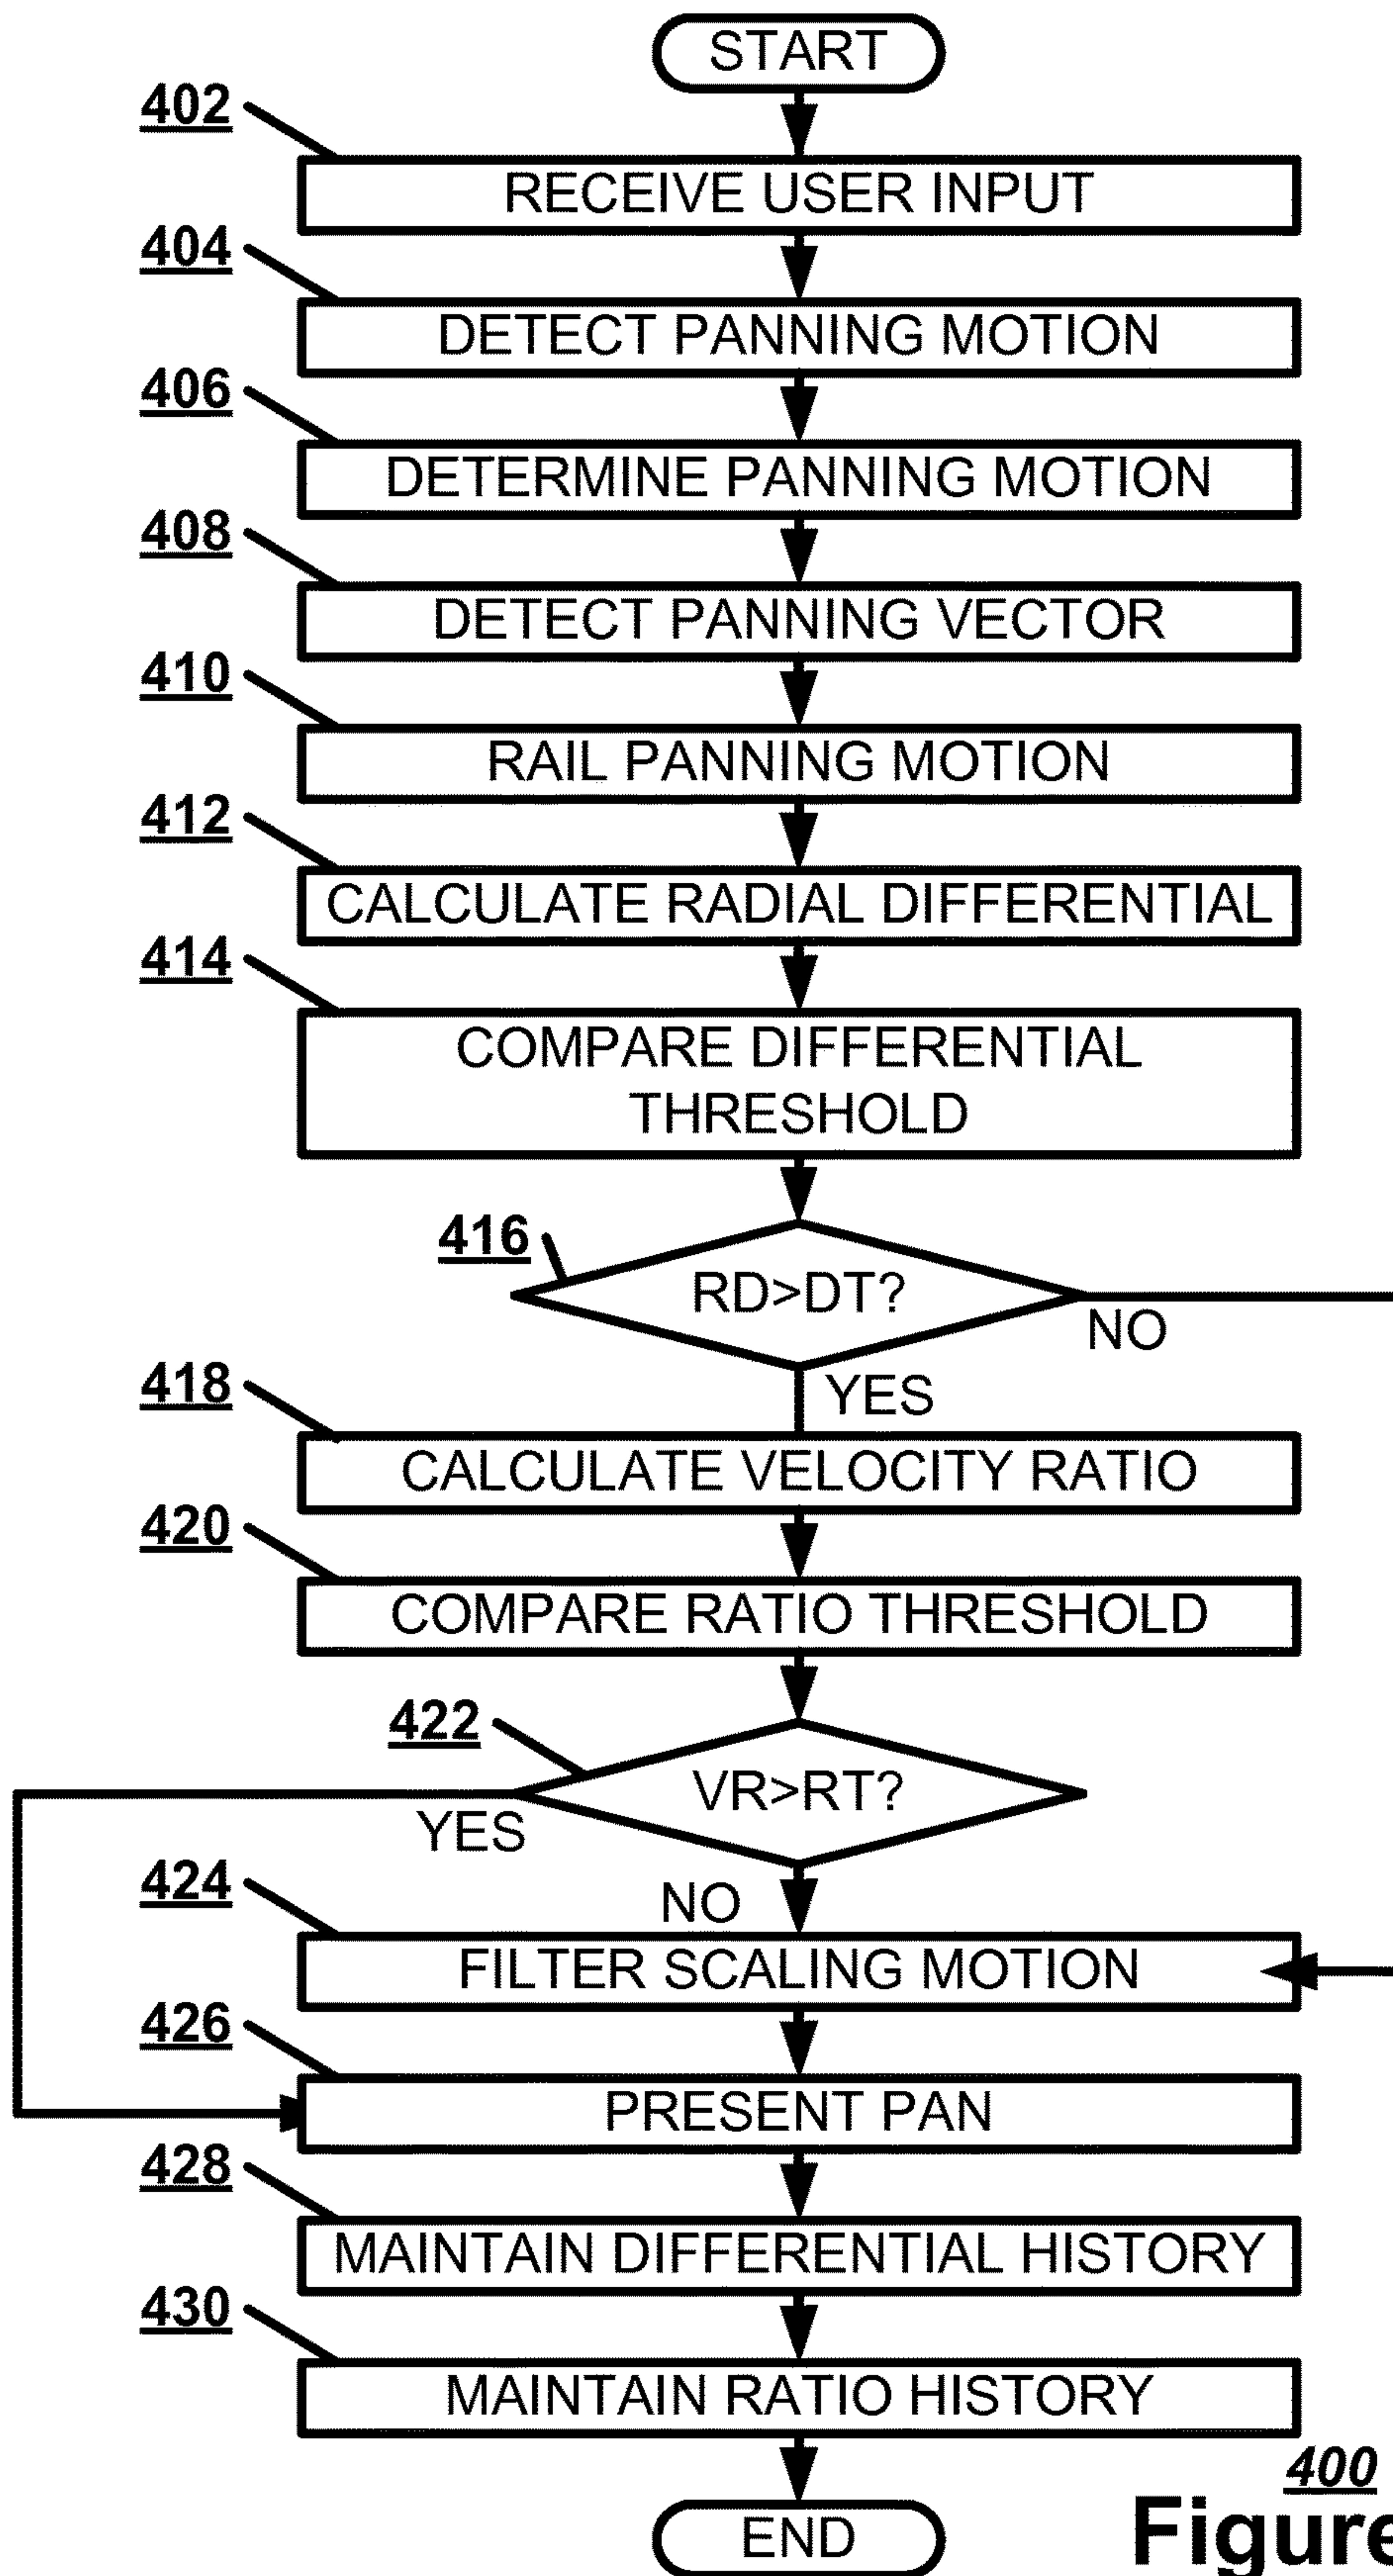 START
402
RECEIVE USER INPUT
404
DETECT PANNING MOTION
406
DETERMINE PANNING MOTION
408
DETECT PANNING VECTOR
410
RAIL PANNING MOTION
412
CALCULATE RADIAL DIFFERENTIAL
414
COMPARE DIFFERENTIAL
THRESHOLD
416
RD>DT?
NO
YES
418
CALCULATE VELOCITY RATIO
420
COMPARE RATIO THRESHOLD
422
VR>RT?
YES
NO
424
FILTER SCALING MOTION
426
PRESENT PAN
428
MAINTAIN DIFFERENTIAL HISTORY
430
MAINTAIN RATIO HISTORY
END
400
Figure